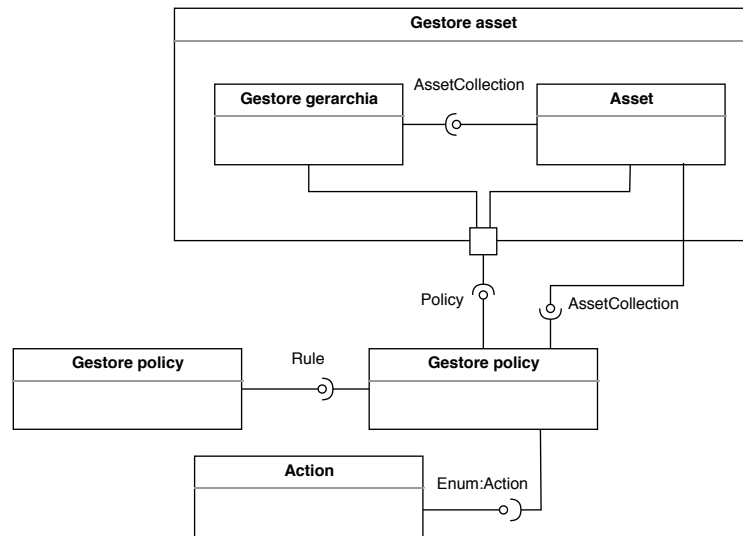 Gestore asset
AssetCollection
Gestore gerarchia
Asset
Policy
AssetCollection
Gestore policy
Rule
Gestore policy
Action
Enum:Action